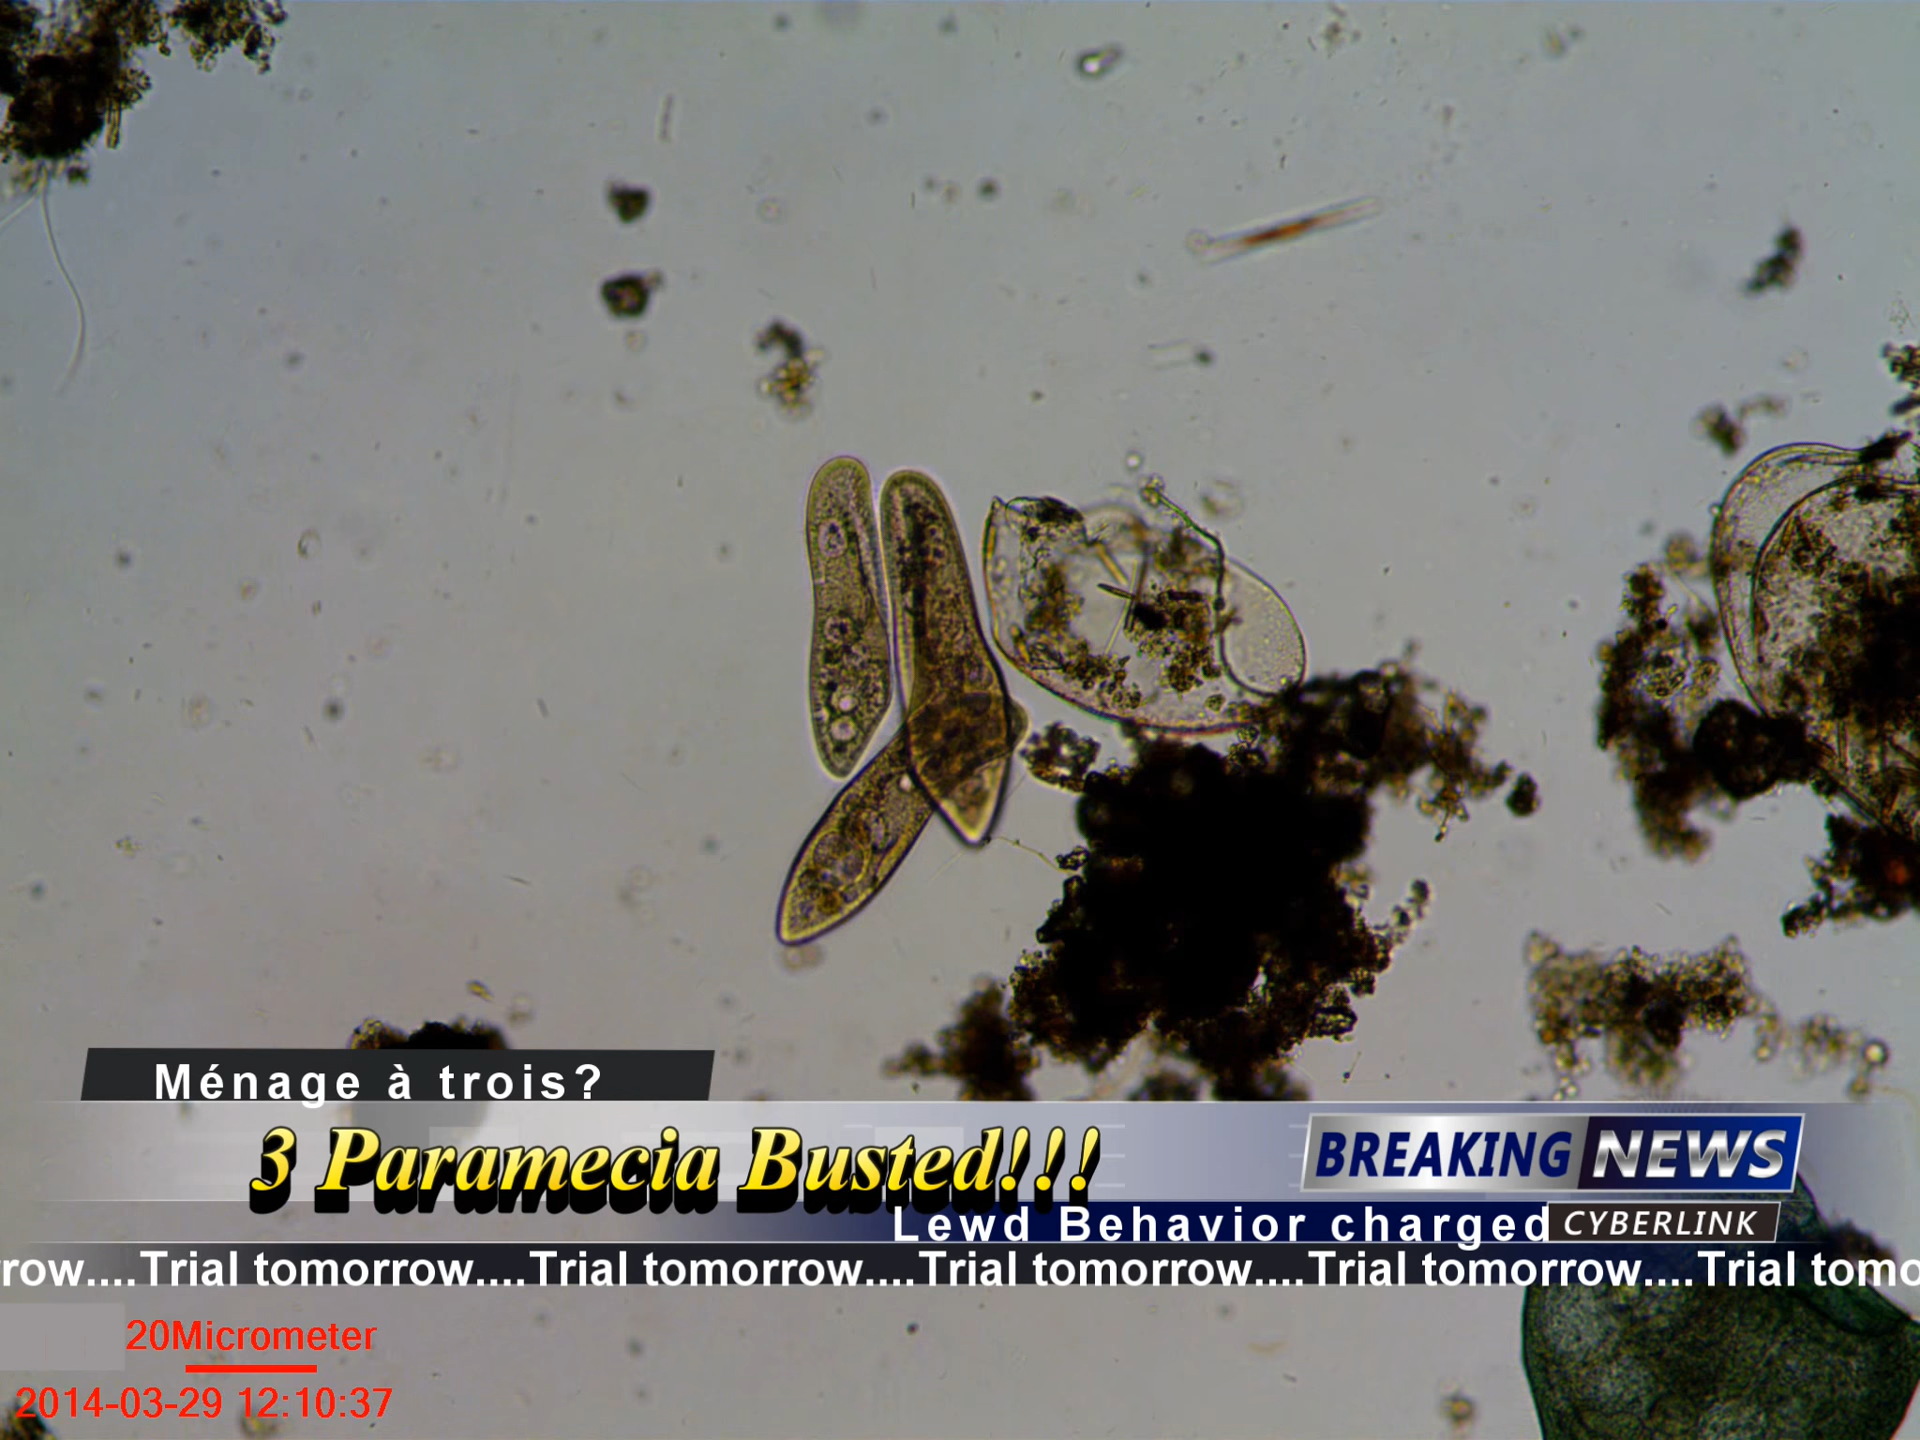 Ménage à trois?
3 Paramecia Busted!!!
BREAKING NEWS
Lewd Behavior charged
CYBERLINK
row....Trial tomorrow....Trial tomorrow....Trial tomorrow....Trial tomorrow....Trial tomo
20Micrometer
2014-03-29 12:10:37